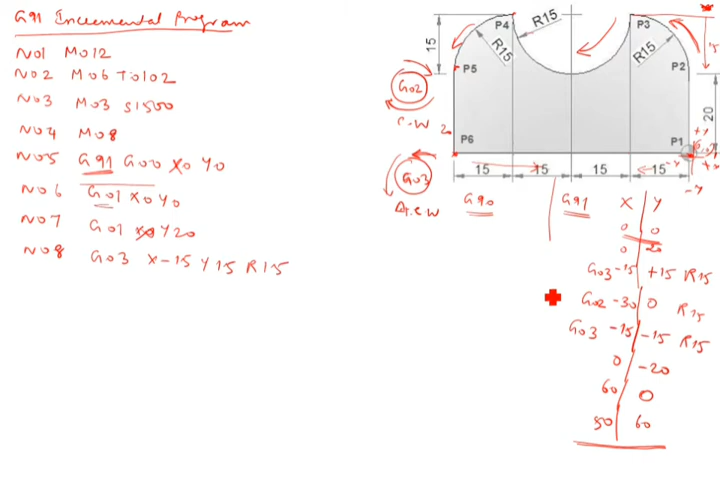 G91 Incremental Program
N01 M012
N02 M06 T0102
N03 M03 S1500
N04 M08
N05 G91 G00 X0 Y0
N06 G01 X0 Y0
N07 G01 X0 Y20
N08 G03 X-15 Y15 R15
P4 R15 P3
15 R15 R15
P5 P2
G02
C.W
20
P6 P1
15 15 15 15
G03
A.C.W
G90 G91 X Y
0 0
0 20
G03 -15 +15 R15
G02 -30 0 R15
G03 -15 -15 R15
0 -20
60 0
50 60